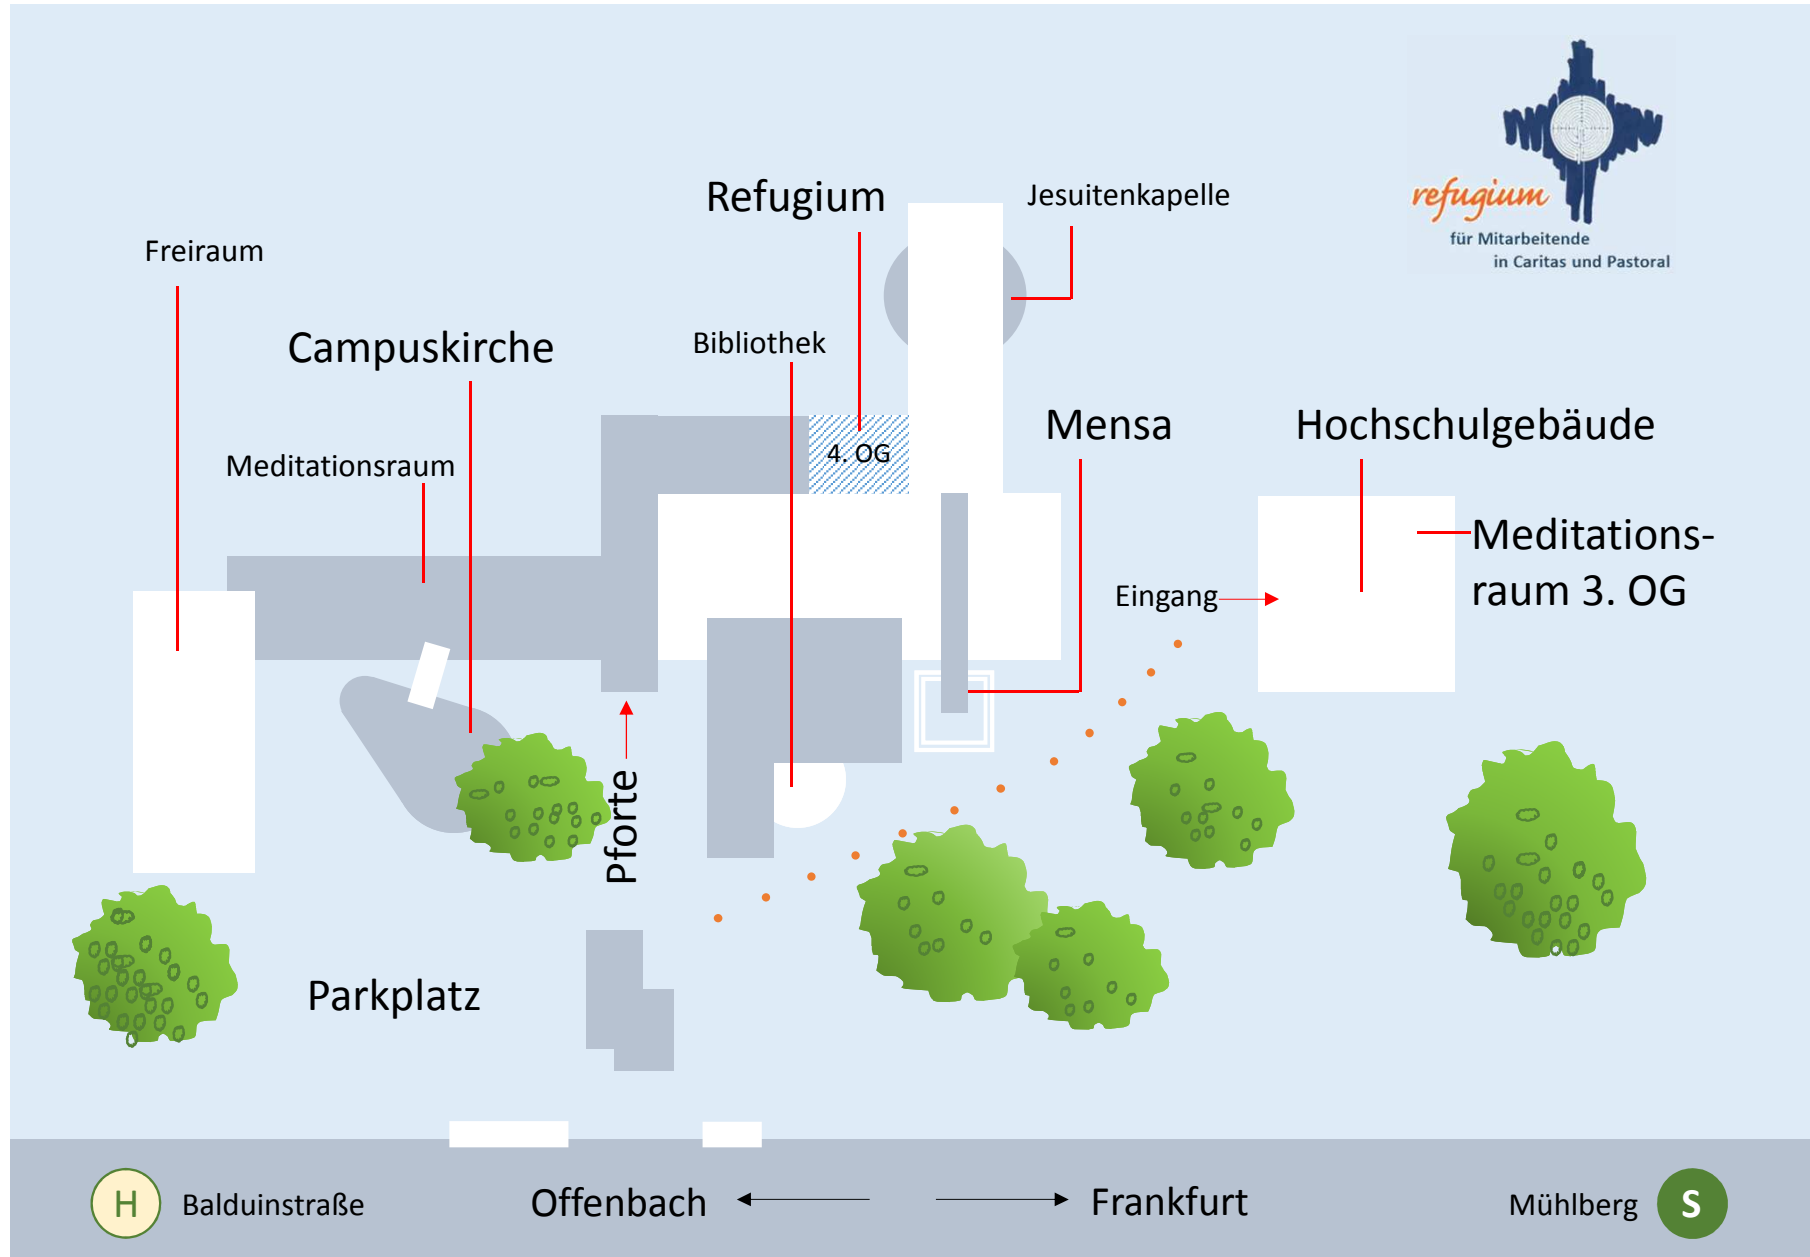 refugium
für Mitarbeitende
in Caritas und Pastoral
Refugium
Jesuitenkapelle
Freiraum
Campuskirche
Bibliothek
Mensa
Hochschulgebäude
4. OG
Meditationsraum
Meditations-
raum 3. OG
Eingang
Pforte
Parkplatz
H
Balduinstraße
Offenbach
Frankfurt
Mühlberg
S